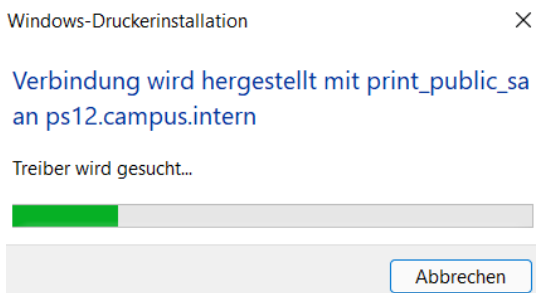 Windows-Druckerinstallation
Verbindung wird hergestellt mit print_public_sa
an ps12.campus.intern
Treiber wird gesucht...
Abbrechen